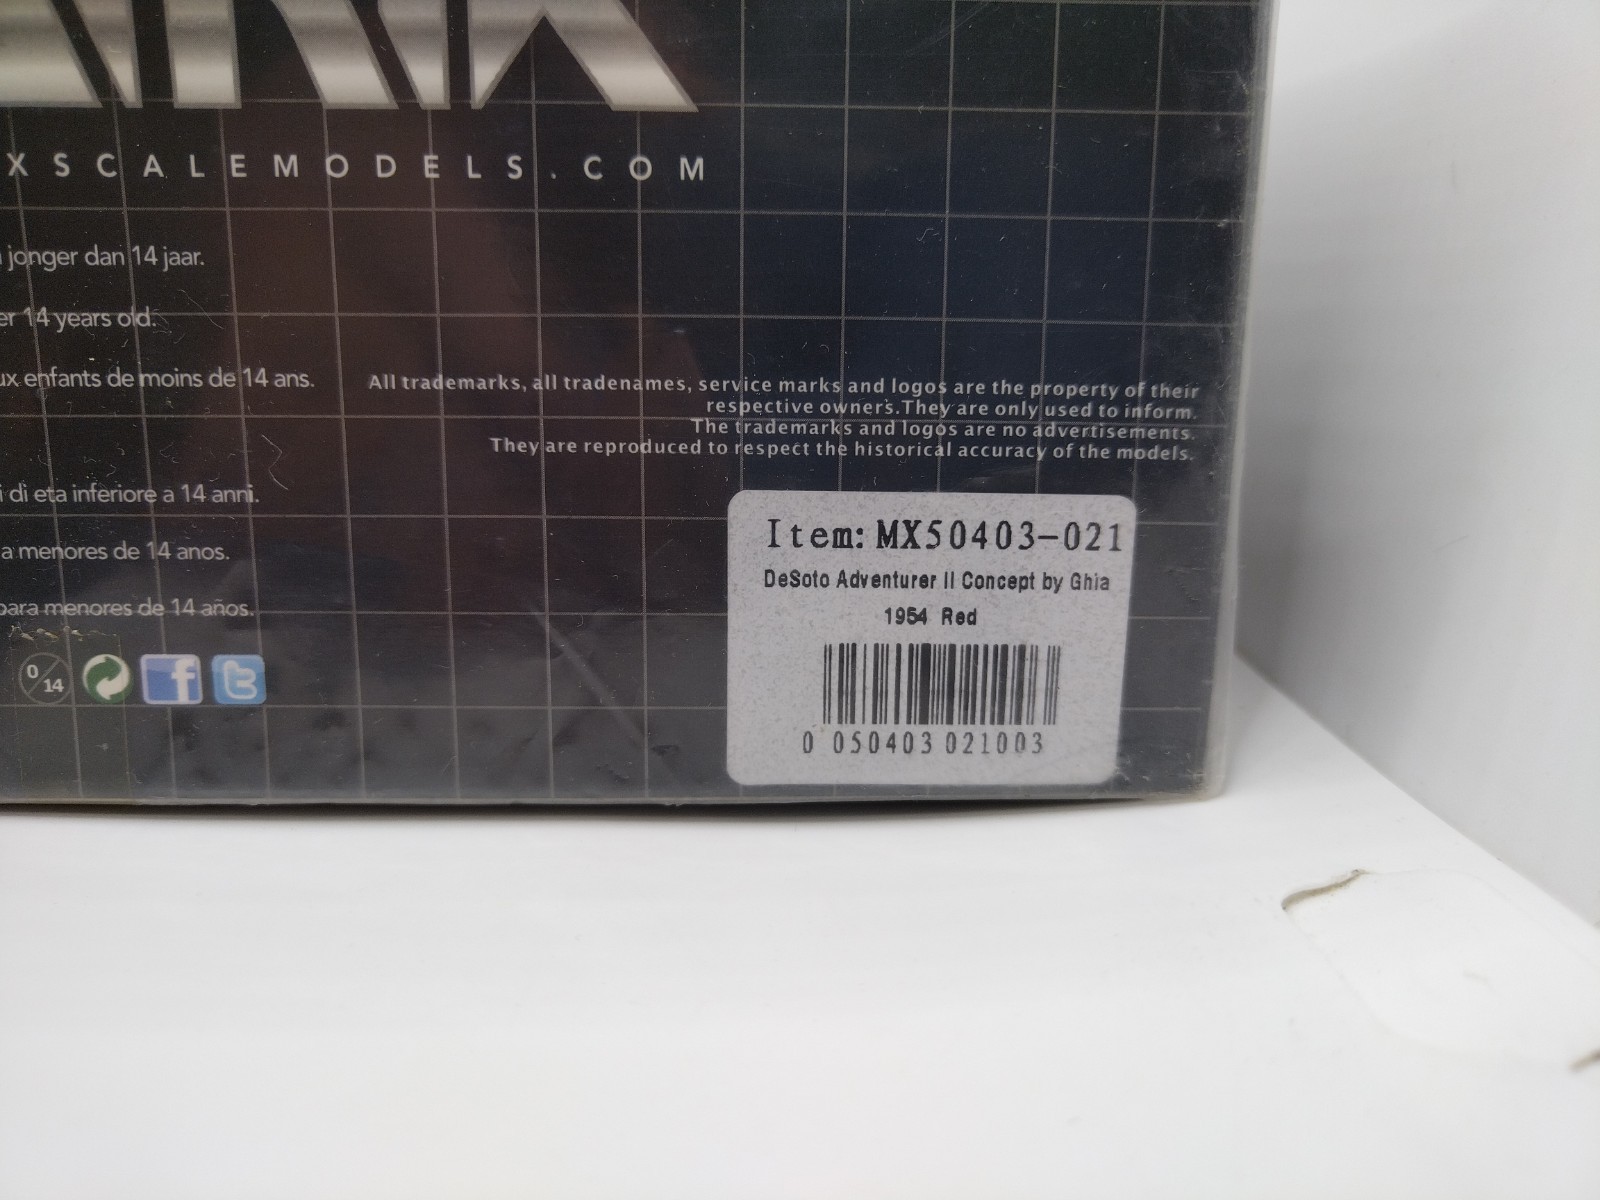 XSCALEMODELS.COM
jonger dan 14 jaar.
14 years old.
enfants de moins de 14 ans.
All trademarks, all tradenames, service marks and logos are the property of their
respective owners.They are only used to inform.
The trademarks and logos are no advertisements.
They are reproduced to respect the historical accuracy of the models.
di eta inferiore a 14 anni.
a menores de 14 anos.
para menores de 14 años.
0/14
f t
Item: MX50403-021
DeSoto Adventurer II Concept by Ghia
1954 Red
0 050403 021003